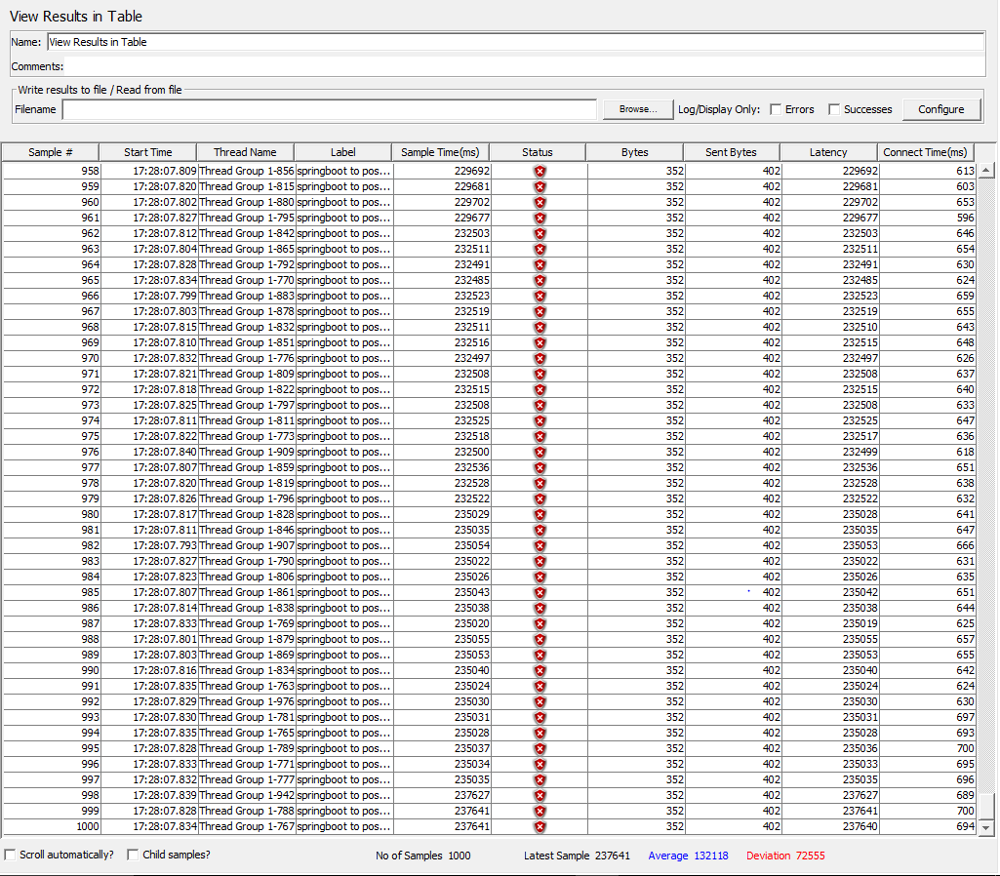 View Results in Table
Name: View Results in Table
Comments:
Write results to file / Read from file
Filename Browse... Log/Display Only: Errors Successes Configure
Sample # Start Time Thread Name Label Sample Time(ms) Status Bytes Sent Bytes Latency Connect Time(ms)
958 17:28:07.809 Thread Group 1-856 springboot to pos... 229692 352 402 229692 613
959 17:28:07.820 Thread Group 1-815 springboot to pos... 229681 352 402 229681 603
960 17:28:07.802 Thread Group 1-880 springboot to pos... 229702 352 402 229702 653
961 17:28:07.827 Thread Group 1-795 springboot to pos... 229677 352 402 229677 596
962 17:28:07.812 Thread Group 1-842 springboot to pos... 232503 352 402 232503 646
963 17:28:07.804 Thread Group 1-865 springboot to pos... 232511 352 402 232511 654
964 17:28:07.828 Thread Group 1-792 springboot to pos... 232491 352 402 232491 630
965 17:28:07.834 Thread Group 1-770 springboot to pos... 232485 352 402 232485 624
966 17:28:07.799 Thread Group 1-883 springboot to pos... 232523 352 402 232523 659
967 17:28:07.803 Thread Group 1-878 springboot to pos... 232519 352 402 232519 655
968 17:28:07.815 Thread Group 1-832 springboot to pos... 232511 352 402 232510 643
969 17:28:07.810 Thread Group 1-851 springboot to pos... 232516 352 402 232515 648
970 17:28:07.832 Thread Group 1-776 springboot to pos... 232497 352 402 232497 626
971 17:28:07.821 Thread Group 1-809 springboot to pos... 232508 352 402 232508 637
972 17:28:07.818 Thread Group 1-822 springboot to pos... 232515 352 402 232515 640
973 17:28:07.825 Thread Group 1-797 springboot to pos... 232508 352 402 232508 633
974 17:28:07.811 Thread Group 1-811 springboot to pos... 232525 352 402 232525 647
975 17:28:07.822 Thread Group 1-773 springboot to pos... 232518 352 402 232517 636
976 17:28:07.840 Thread Group 1-909 springboot to pos... 232500 352 402 232499 618
977 17:28:07.807 Thread Group 1-859 springboot to pos... 232536 352 402 232536 651
978 17:28:07.820 Thread Group 1-819 springboot to pos... 232528 352 402 232528 638
979 17:28:07.826 Thread Group 1-796 springboot to pos... 232522 352 402 232522 632
980 17:28:07.817 Thread Group 1-828 springboot to pos... 235029 352 402 235028 641
981 17:28:07.811 Thread Group 1-846 springboot to pos... 235035 352 402 235035 647
982 17:28:07.793 Thread Group 1-907 springboot to pos... 235054 352 402 235053 666
983 17:28:07.827 Thread Group 1-790 springboot to pos... 235022 352 402 235022 631
984 17:28:07.823 Thread Group 1-806 springboot to pos... 235026 352 402 235026 635
985 17:28:07.807 Thread Group 1-861 springboot to pos... 235043 352 402 235042 651
986 17:28:07.814 Thread Group 1-838 springboot to pos... 235038 352 402 235038 644
987 17:28:07.833 Thread Group 1-769 springboot to pos... 235020 352 402 235019 625
988 17:28:07.801 Thread Group 1-879 springboot to pos... 235055 352 402 235055 657
989 17:28:07.803 Thread Group 1-869 springboot to pos... 235053 352 402 235053 655
990 17:28:07.816 Thread Group 1-834 springboot to pos... 235040 352 402 235040 642
991 17:28:07.835 Thread Group 1-763 springboot to pos... 235024 352 402 235024 624
992 17:28:07.829 Thread Group 1-976 springboot to pos... 235030 352 402 235030 630
993 17:28:07.830 Thread Group 1-781 springboot to pos... 235031 352 402 235031 697
994 17:28:07.835 Thread Group 1-765 springboot to pos... 235028 352 402 235028 693
995 17:28:07.828 Thread Group 1-789 springboot to pos... 235037 352 402 235036 700
996 17:28:07.833 Thread Group 1-771 springboot to pos... 235034 352 402 235033 695
997 17:28:07.832 Thread Group 1-777 springboot to pos... 235035 352 402 235035 696
998 17:28:07.839 Thread Group 1-942 springboot to pos... 237627 352 402 237627 689
999 17:28:07.828 Thread Group 1-788 springboot to pos... 237641 352 402 237641 700
1000 17:28:07.834 Thread Group 1-767 springboot to pos... 237641 352 402 237640 694
Scroll automatically? Child samples? No of Samples 1000 Latest Sample 237641 Average 132118 Deviation 72555